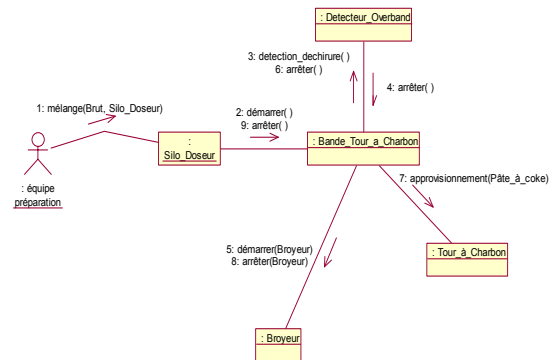 : Detecteur_Overband
3: detection_dechirure( )
6: arrêter( )
4: arrêter( )
1: mélange(Brut, Silo_Doseur)
2: démarrer( )
9: arrêter( )
:
Silo_Doseur
: Bande_Tour_a_Charbon
: équipe
préparation
7: approvisionnement(Pâte_à_coke)
5: démarrer(Broyeur)
8: arrêter(Broyeur)
: Tour_à_Charbon
: Broyeur